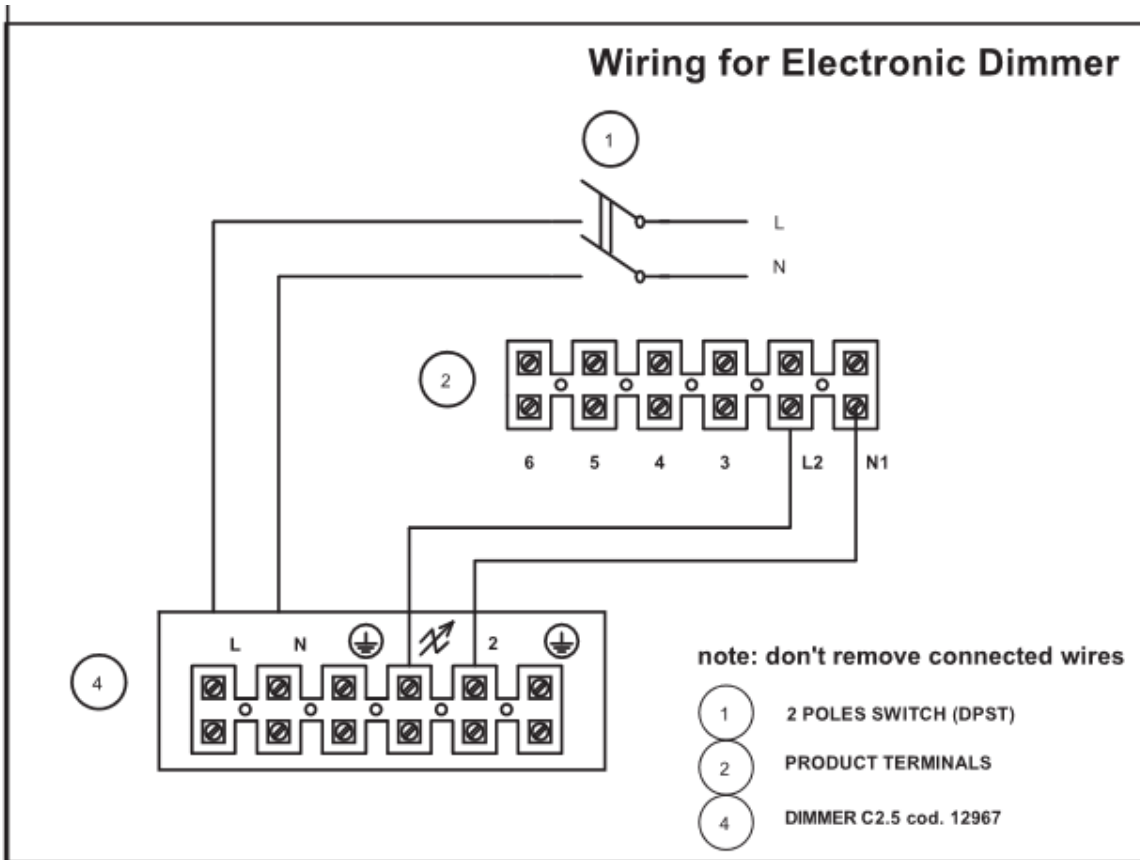 Wiring for Electronic Dimmer
1
L
N
2
6 5 4 3 L2 N1
L N 2
4
note: don't remove connected wires
1 2 POLES SWITCH (DPST)
2 PRODUCT TERMINALS
4 DIMMER C2.5 cod. 12967